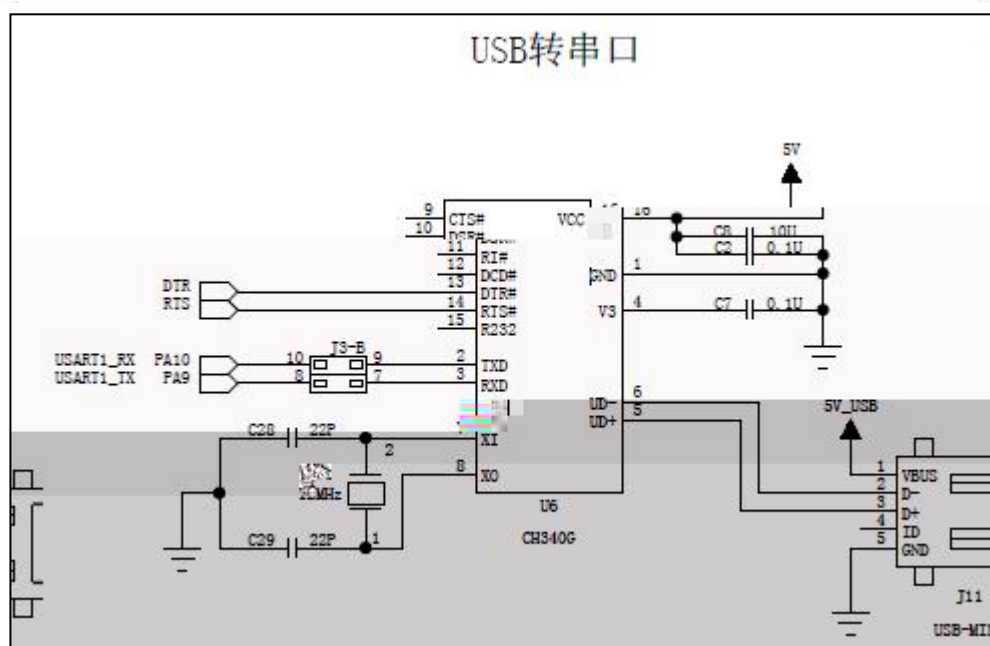 USB转串口
5V
9 CTS# VCC 16
10 DSR# C8 10U
11 RI# C2 0.1U
12 DCD# GND 1
DTR 13 DTR#
RTS 14 RTS# V3 4 C7 0.1U
15 R232
J3-B
USART1_RX PA10 10 9 2 TXD
USART1_TX PA9 8 7 3 RXD
UD- 6
UD+ 5
5V_USB
C28 22P 2 XI
1 VBUS
8 XO
2 D-
3 D+
U6
4 ID
C29 22P 1
CH340G
5 GND
J11